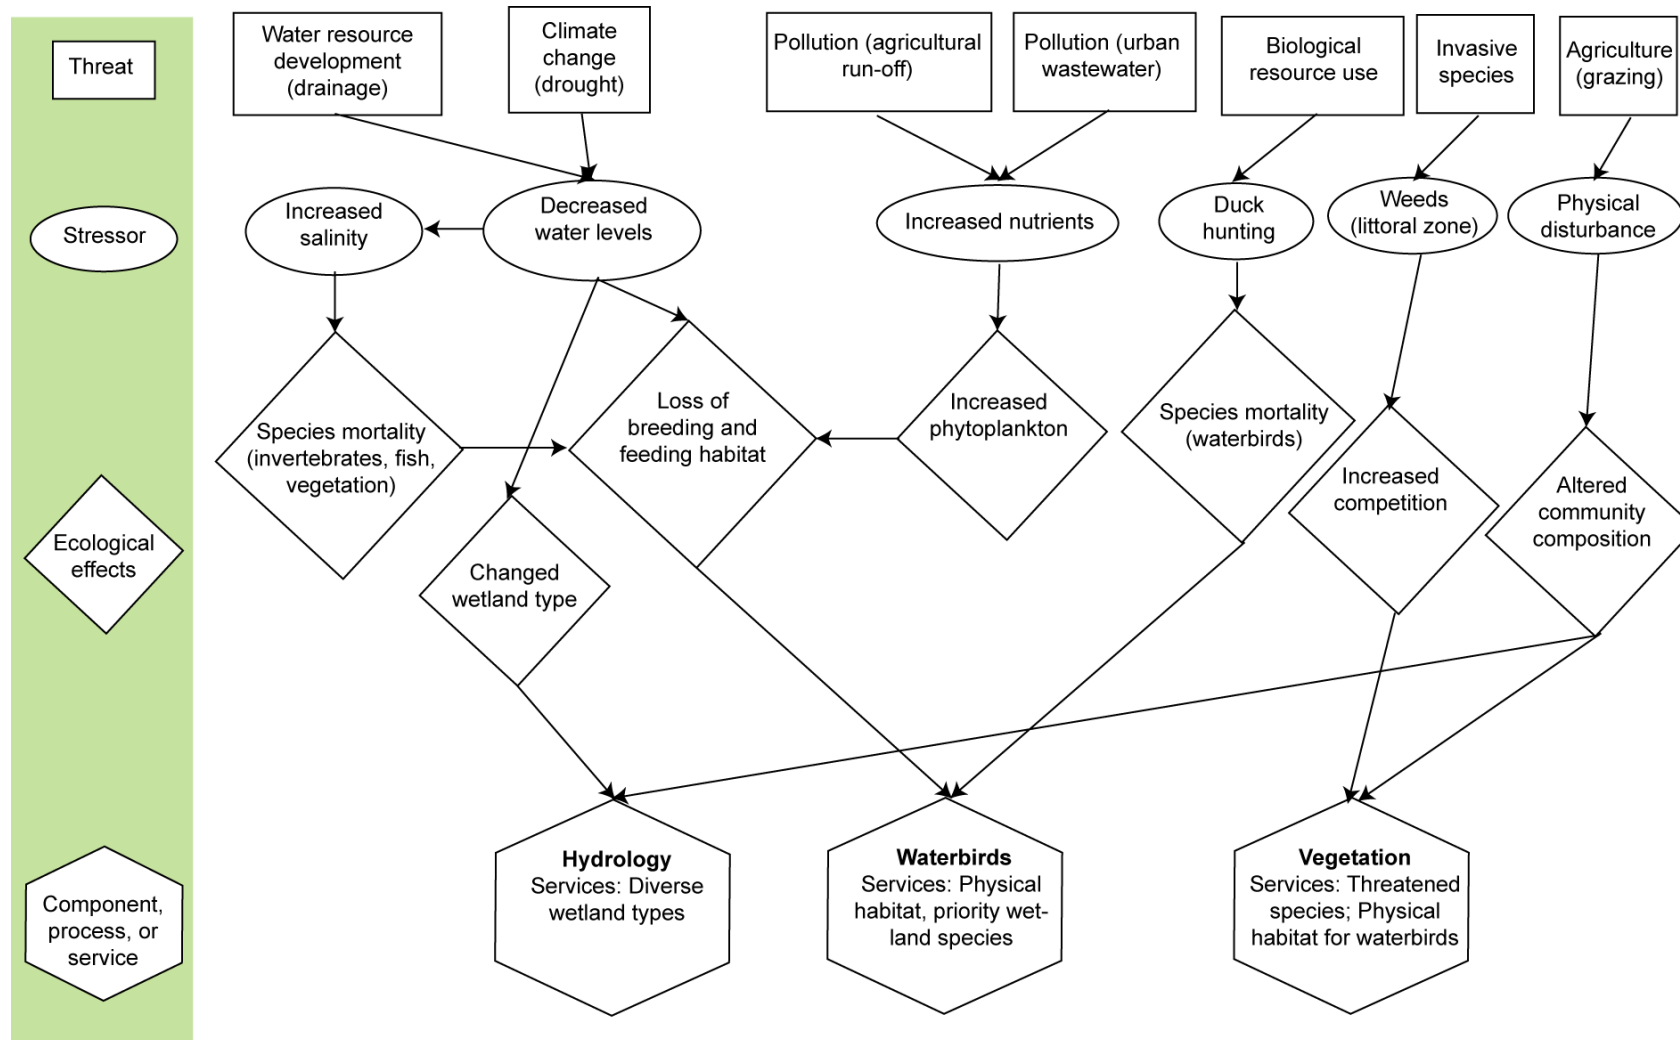 Threat
Water resource
development
(drainage)
Climate
change
(drought)
Pollution (agricultural
run-off)
Pollution (urban
wastewater)
Biological
resource use
Invasive
species
Agriculture
(grazing)
Stressor
Increased
salinity
Decreased
water levels
Increased nutrients
Duck
hunting
Weeds
(littoral zone)
Physical
disturbance
Ecological
effects
Species mortality
(invertebrates, fish,
vegetation)
Changed
wetland type
Loss of
breeding and
feeding habitat
Increased
phytoplankton
Species mortality
(waterbirds)
Increased
competition
Altered
community
composition
Component,
process, or
service
Hydrology
Services: Diverse
wetland types
Waterbirds
Services: Physical
habitat, priority wet-
land species
Vegetation
Services: Threatened
species; Physical
habitat for waterbirds